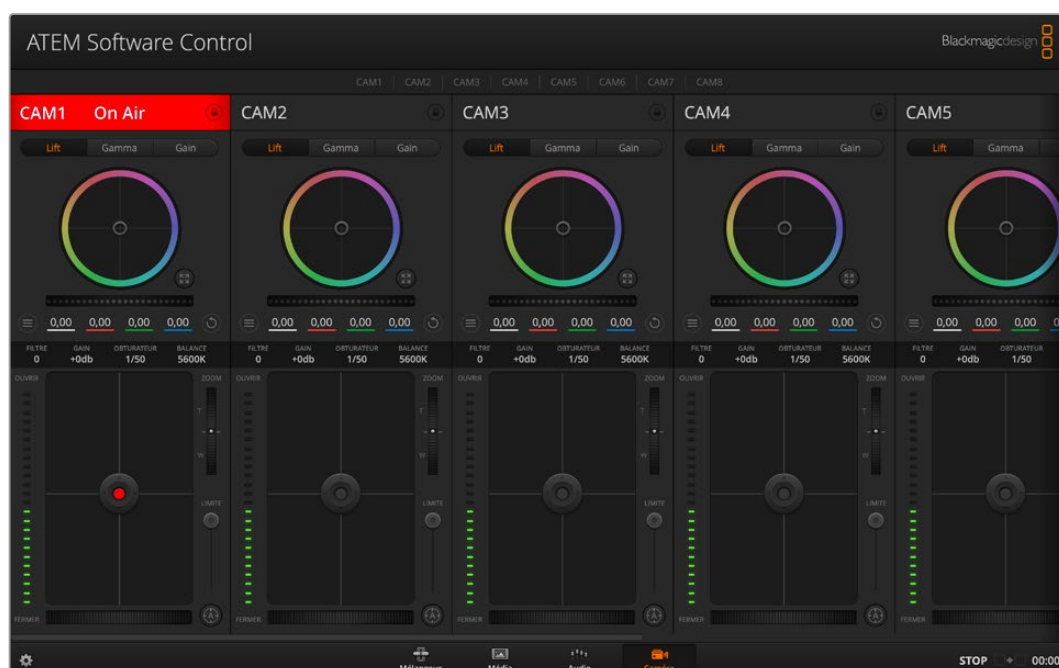 ATEM Software Control
Blackmagicdesign
CAM1 CAM2 CAM3 CAM4 CAM5 CAM6 CAM7 CAM8
CAM1 On Air CAM2 CAM3 CAM4 CAM5
Lift Gamma Gain Lift Gamma Gain Lift Gamma Gain Lift Gamma Gain Lift Gamma
0,00 0,00 0,00 0,00 0,00 0,00 0,00 0,00 0,00 0,00 0,00 0,00 0,00 0,00 0,00 0,00 0,00 0,00 0,00
FILTRE GAIN OBTURATEUR BALANCE FILTRE GAIN OBTURATEUR BALANCE FILTRE GAIN OBTURATEUR BALANCE FILTRE GAIN OBTURATEUR BALANCE FILTRE GAIN OBTURATEUR
0 +0db 1/50 5600K 0 +0db 1/50 5600K 0 +0db 1/50 5600K 0 +0db 1/50 5600K 0 +0db 1/50
OUVRIR ZOOM OUVRIR ZOOM OUVRIR ZOOM OUVRIR ZOOM OUVRIR
T T T T
W W W W
LIMITE LIMITE LIMITE LIMITE
FERMER FERMER FERMER FERMER FERMER
Mélangeur Média Audio Caméra
STOP